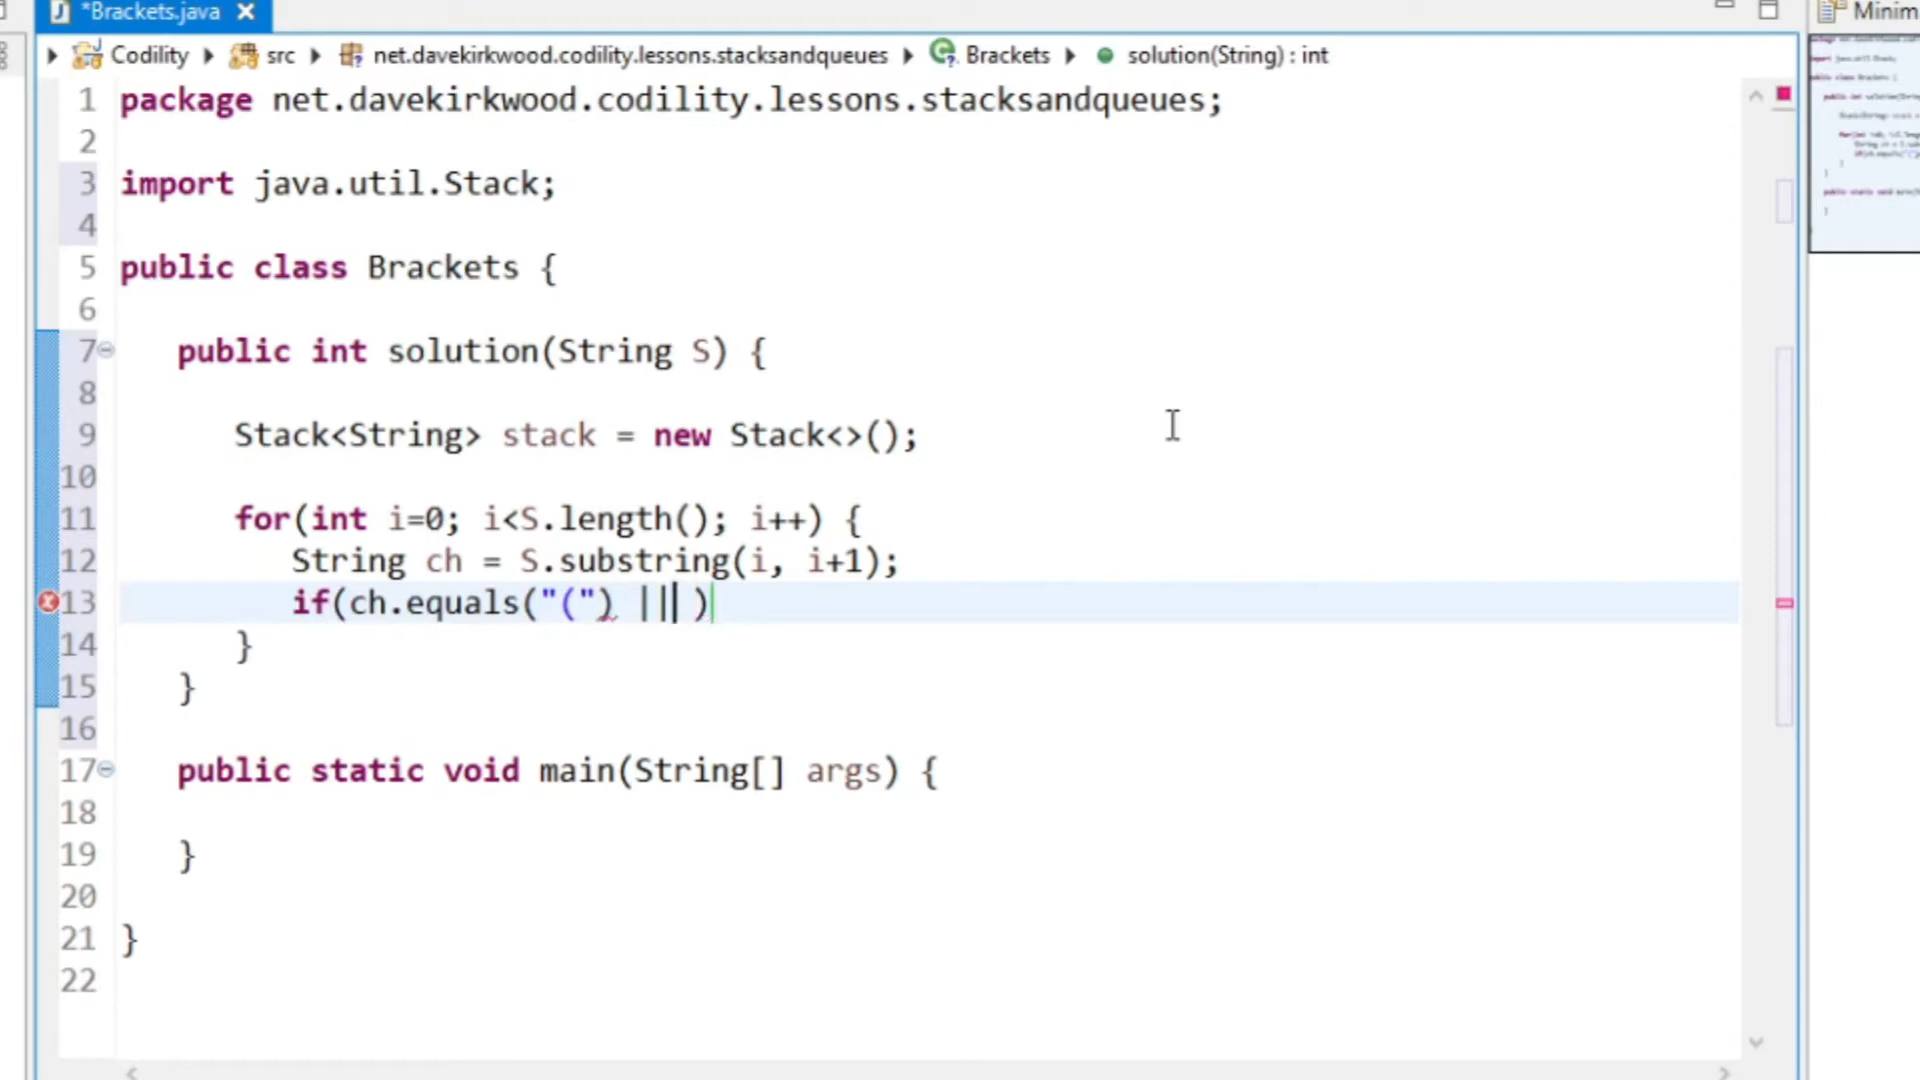 *Brackets.java
Minim
Codility src net.davekirkwood.codility.lessons.stacksandqueues Brackets solution(String) : int
1 package net.davekirkwood.codility.lessons.stacksandqueues;
2
3 import java.util.Stack;
4
5 public class Brackets {
6
7 public int solution(String S) {
8
9 Stack<String> stack = new Stack<>();
10
11 for(int i=0; i<S.length(); i++) {
12 String ch = S.substring(i, i+1);
13 if(ch.equals("(") || )
14 }
15 }
16
17 public static void main(String[] args) {
18
19 }
20
21 }
22